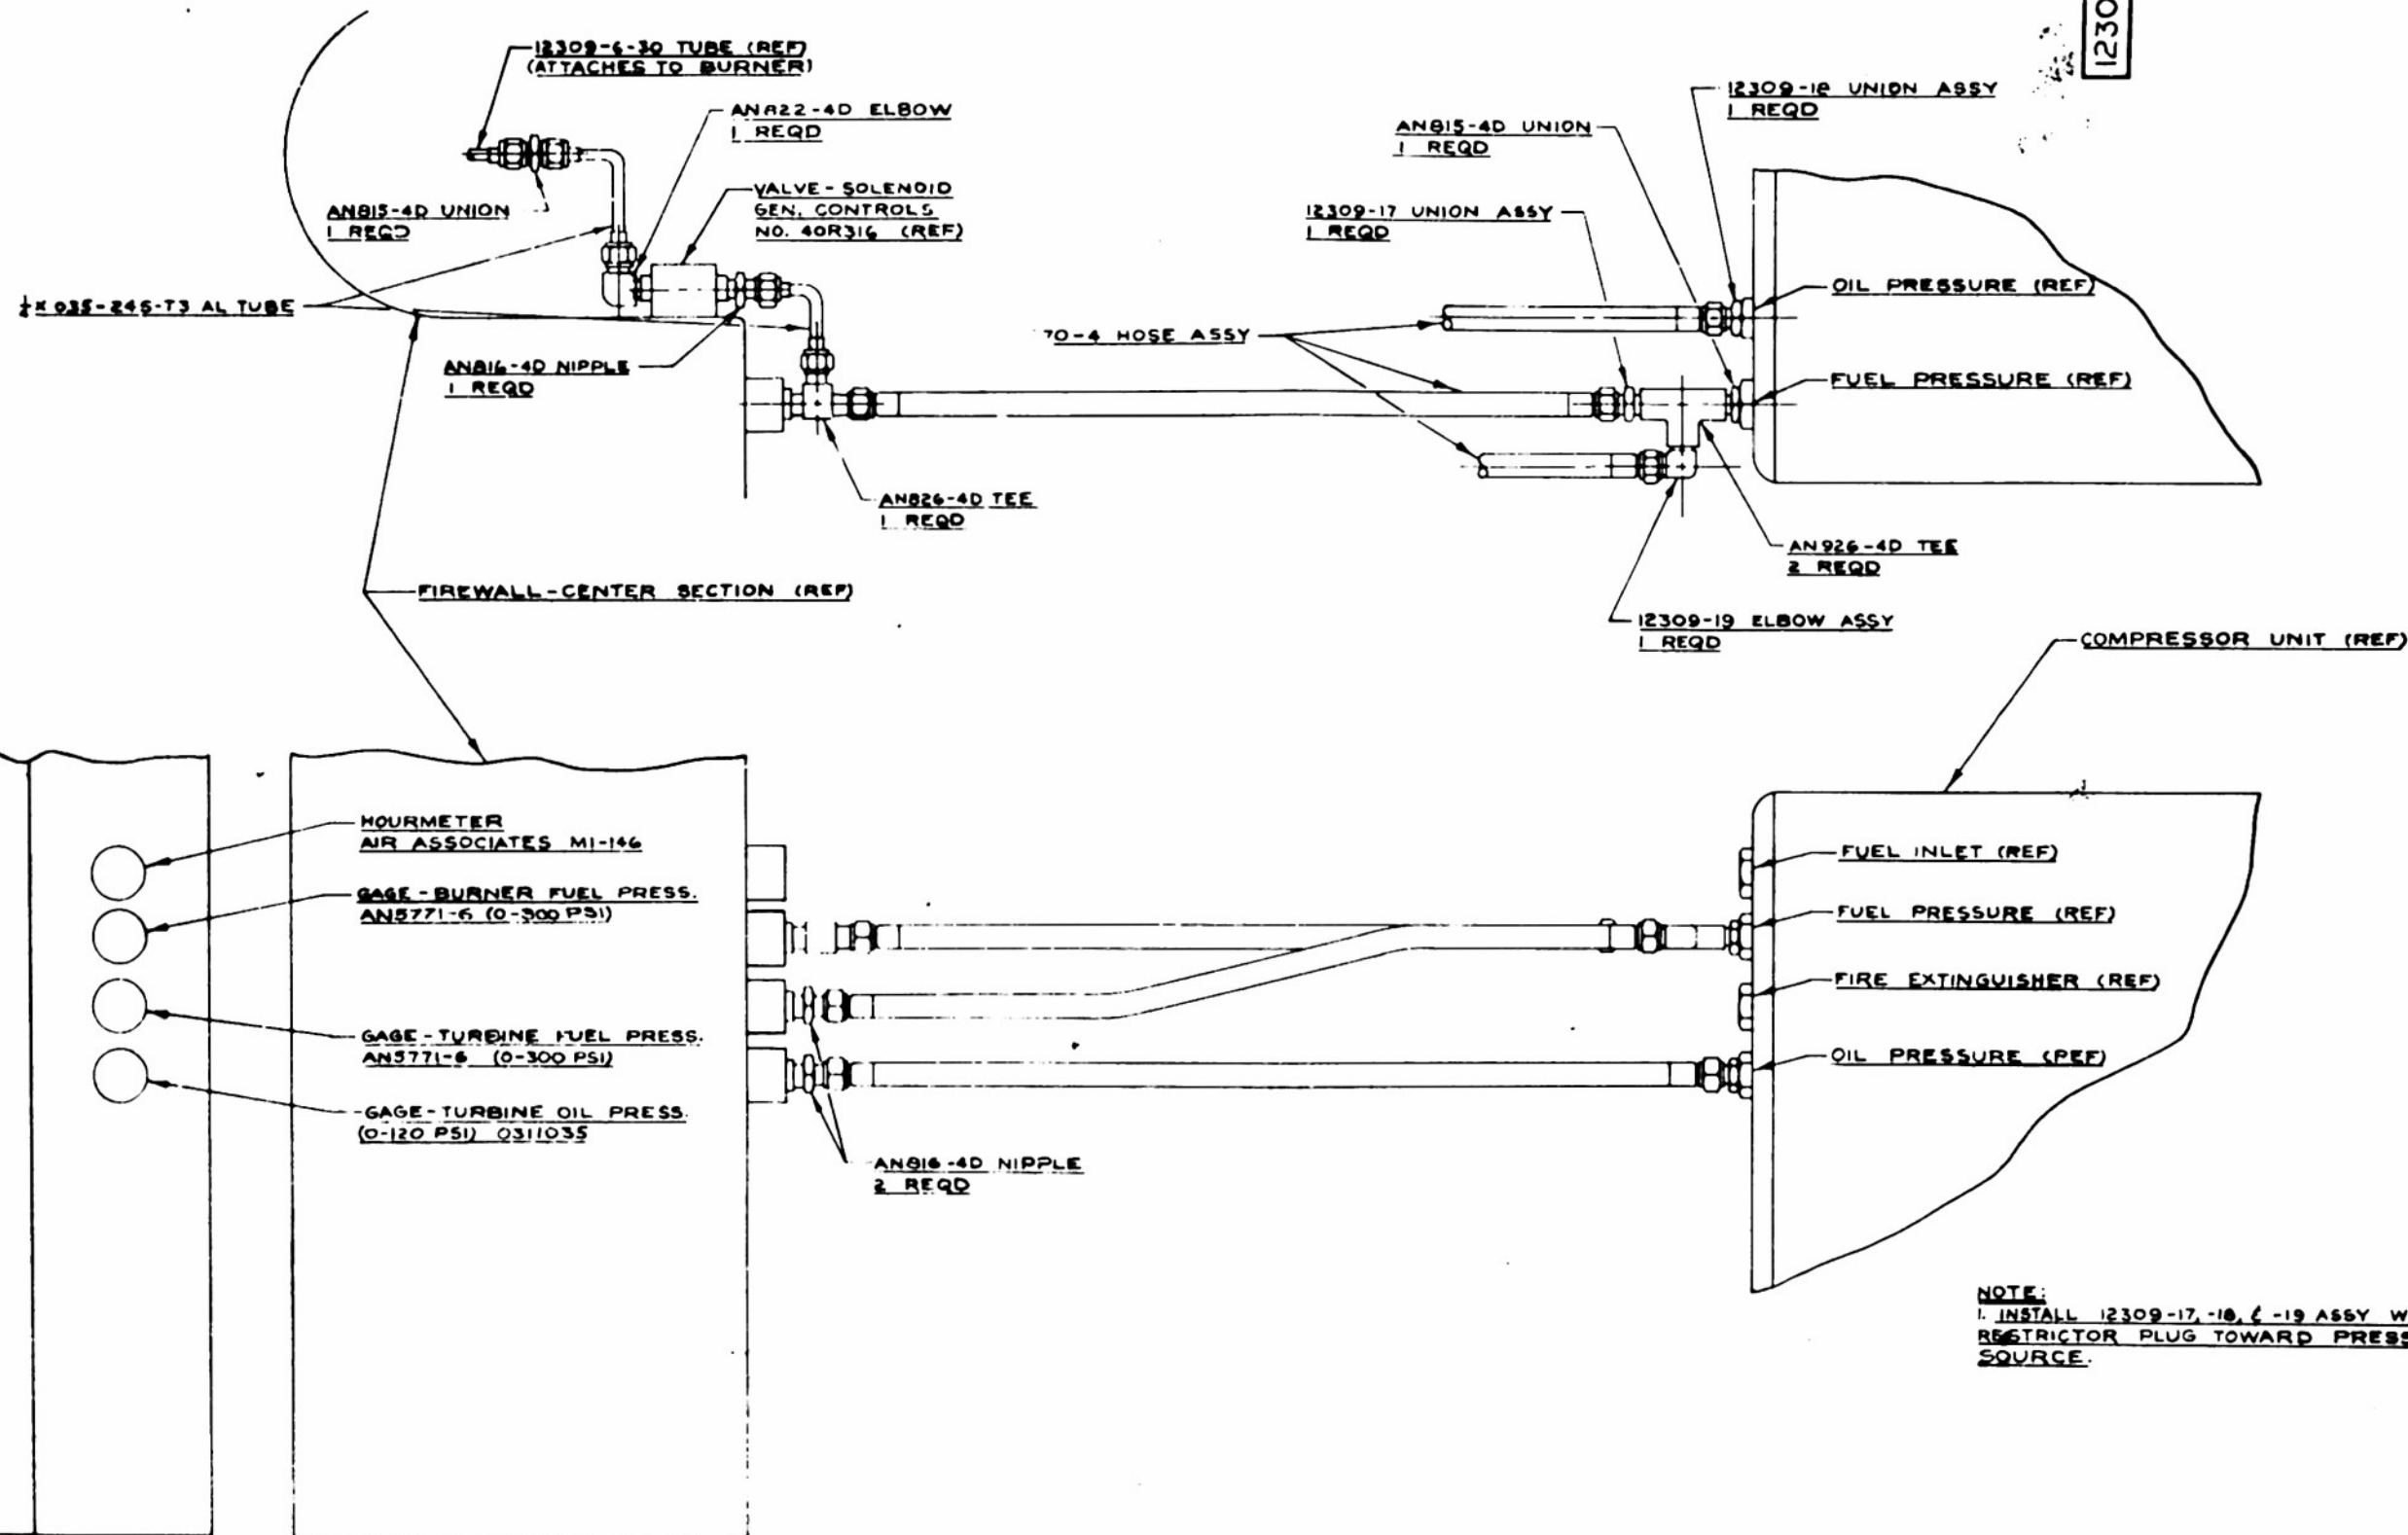 1230
12309-6-30 TUBE (REF)
(ATTACHES TO BURNER)
AN822-4D ELBOW
1 REQD
AN815-4D UNION
1 REQD
VALVE-SOLENOID
GEN. CONTROLS
NO. 40R316 (REF)
X 035-24S-T3 AL TUBE
AN816-4D NIPPLE
1 REQD
AN826-4D TEE
1 REQD
FIREWALL-CENTER SECTION (REF)
12309-18 UNION ASSY
1 REQD
AN815-4D UNION
1 REQD
12309-17 UNION ASSY
1 REQD
70-4 HOSE ASSY
OIL PRESSURE (REF)
FUEL PRESSURE (REF)
AN926-4D TEE
2 REQD
12309-19 ELBOW ASSY
1 REQD
COMPRESSOR UNIT (REF)
HOURMETER
AIR ASSOCIATES M1-146
GAGE-BURNER FUEL PRESS.
AN5771-6 (0-300 PSI)
GAGE-TURBINE FUEL PRESS.
AN5771-6 (0-300 PSI)
GAGE-TURBINE OIL PRESS.
(0-120 PSI) 0311035
AN816-4D NIPPLE
2 REQD
FUEL INLET (REF)
FUEL PRESSURE (REF)
FIRE EXTINGUISHER (REF)
OIL PRESSURE (REF)
NOTE:
1. INSTALL 12309-17, -18, & -19 ASSY W
RESTRICTOR PLUG TOWARD PRESS
SOURCE.